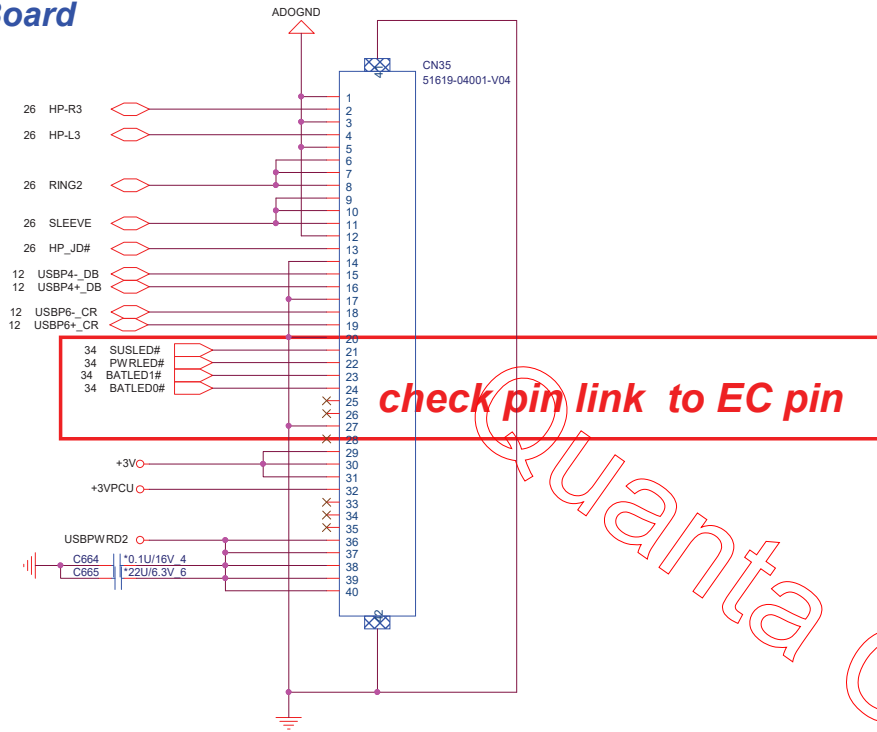 Board
ADOGND
CN35
51619-04001-V04
41
1
26 HP-R3 2
3
26 HP-L3 4
5
6
7
26 RING2 8
9
10
26 SLEEVE 11
12
26 HP_JD# 13
14
12 USBP4-_DB 15
12 USBP4+_DB 16
17
12 USBP6-_CR 18
12 USBP6+_CR 19
20
34 SUSLED# 21
34 PWRLED# 22
34 BATLED1# 23
34 BATLED0# 24
25
26
27
28
check pin link to EC pin
29
+3V 30
31
+3VPCU 32
33
34
35
USBPWRD2 36
37
C664 *0.1U/16V_4 38
C665 *22U/6.3V_6 39
40
42
Quanta